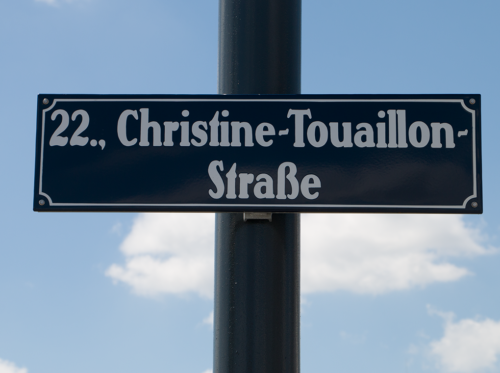 22., Christine-Touaillon-
Straße